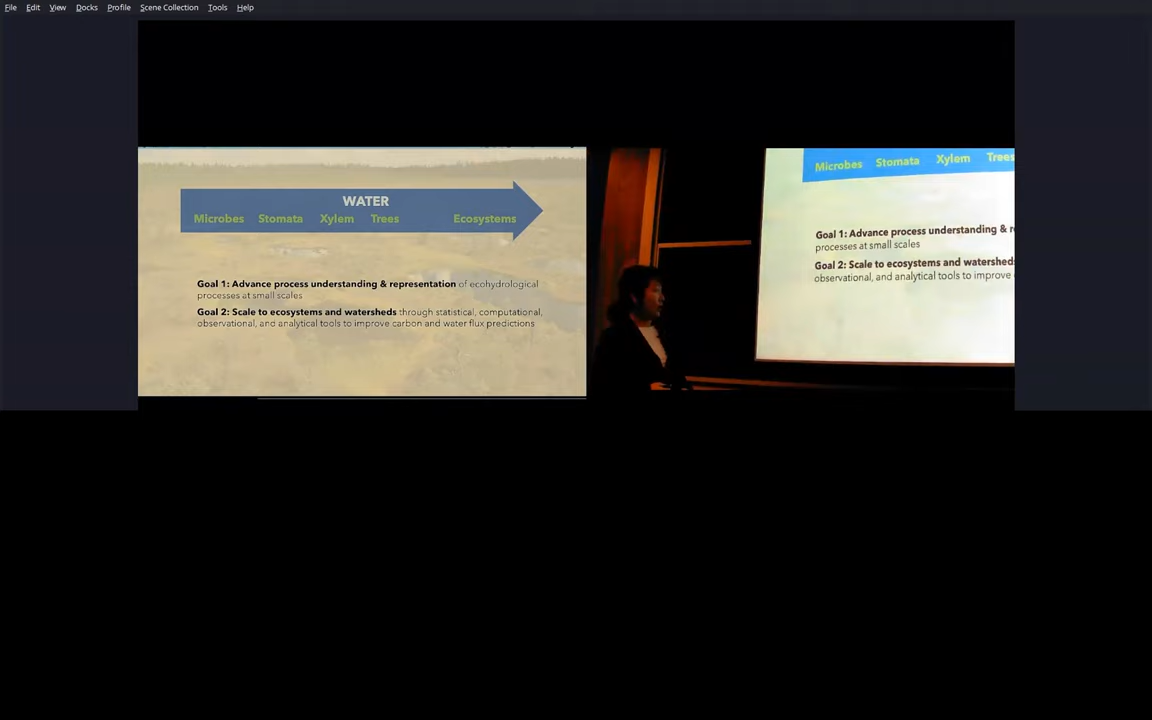 File Edit View Docks Profile Scene Collection Tools Help
WATER
Microbes Stomata Xylem Trees Ecosystems
Goal 1: Advance process understanding & representation of ecohydrological
processes at small scales
Goal 2: Scale to ecosystems and watersheds through statistical, computational,
observational, and analytical tools to improve carbon and water flux predictions
Microbes Stomata Xylem Trees
Goal 1: Advance process understanding &
processes at small scales
Goal 2: Scale to ecosystems and watersheds
observational, and analytical tools to improve